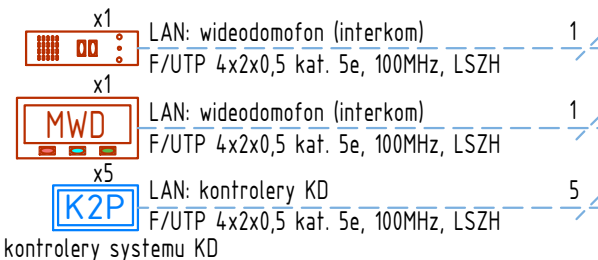 x1
LAN: wideodomofon (interkom) 1
F/UTP 4x2x0,5 kat. 5e, 100MHz, LSZH
x1
MWD
LAN: wideodomofon (interkom) 1
F/UTP 4x2x0,5 kat. 5e, 100MHz, LSZH
x5
K2P
LAN: kontrolery KD 5
F/UTP 4x2x0,5 kat. 5e, 100MHz, LSZH
kontrolery systemu KD